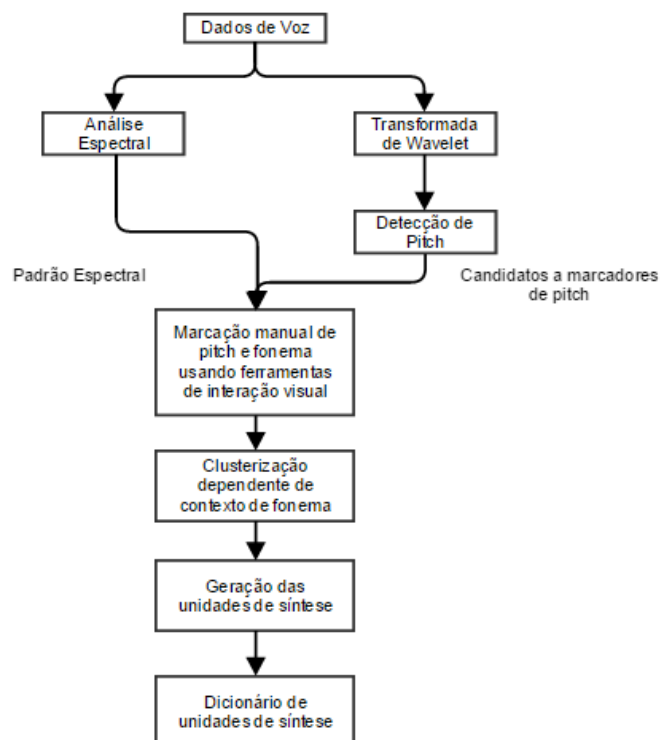 Dados de Voz
Análise
Espectral
Transformada
de Wavelet
Detecção de
Pitch
Padrão Espectral
Candidatos a marcadores
de pitch
Marcação manual de
pitch e fonema
usando ferramentas
de interação visual
Clusterização
dependente de
contexto de fonema
Geração das
unidades de síntese
Dicionário de
unidades de síntese